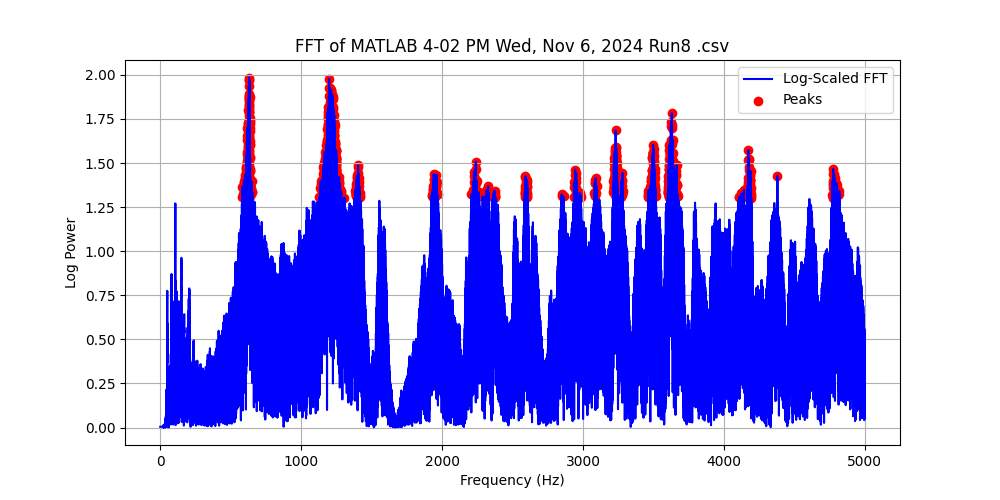 FFT of MATLAB 4-02 PM Wed, Nov 6, 2024 Run8 .csv
Log-Scaled FFT
Peaks
Log Power
2.00
1.75
1.50
1.25
1.00
0.75
0.50
0.25
0.00
0 1000 2000 3000 4000 5000
Frequency (Hz)